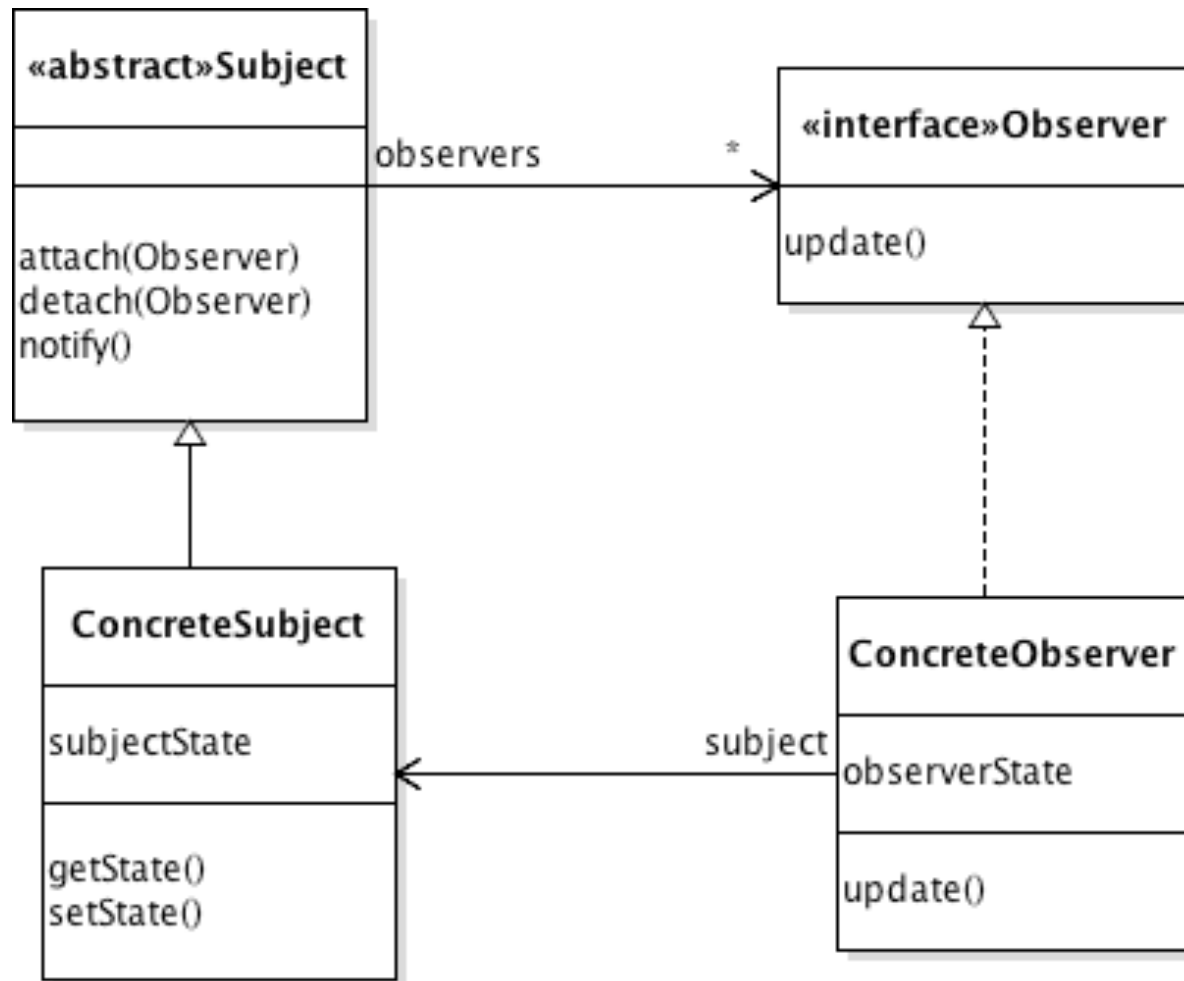 «abstract»Subject
attach(Observer)
detach(Observer)
notify()
observers
*
«interface»Observer
update()
ConcreteSubject
subjectState
getState()
setState()
subject
ConcreteObserver
observerState
update()